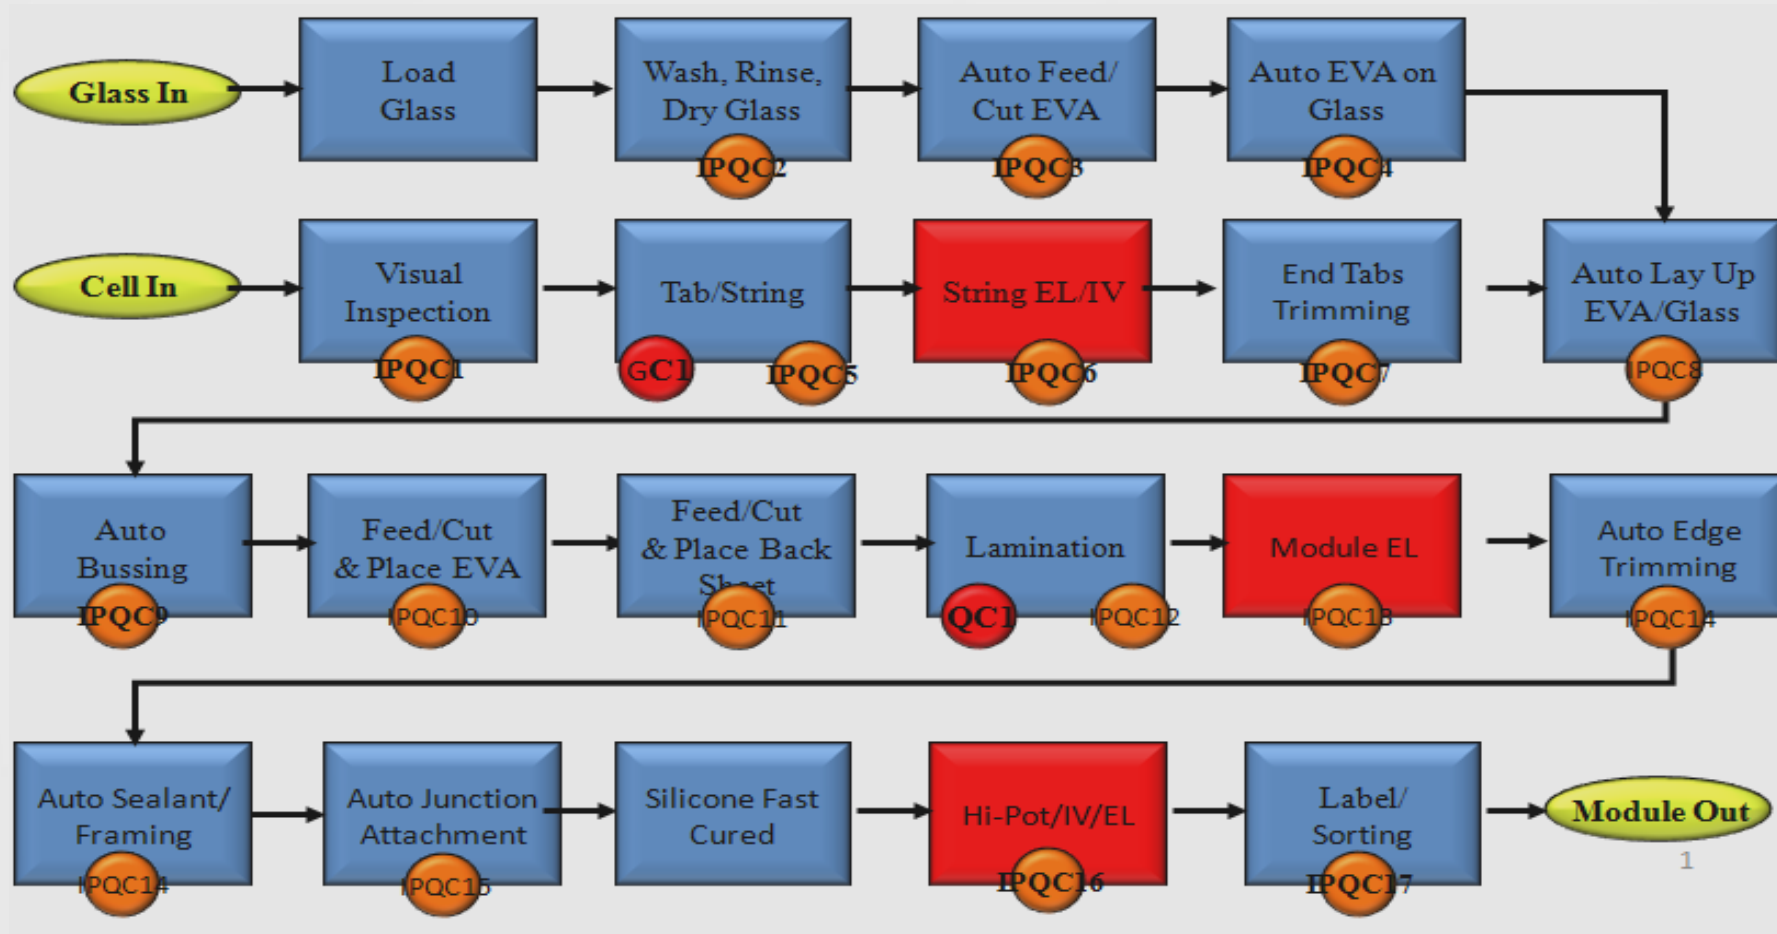 Glass In
Load
Glass
Wash, Rinse,
Dry Glass
IPQC2
Auto Feed/
Cut EVA
IPQC3
Auto EVA on
Glass
IPQC4
Cell In
Visual
Inspection
IPQC1
Tab/String
GC1
IPQC5
String EL/IV
IPQC6
End Tabs
Trimming
IPQC7
Auto Lay Up
EVA/Glass
IPQC8
Auto
Bussing
IPQC9
Feed/Cut
& Place EVA
IPQC10
Feed/Cut
& Place Back
Sheet
IPQC11
Lamination
QC1
IPQC12
Module EL
IPQC13
Auto Edge
Trimming
IPQC14
Auto Sealant/
Framing
IPQC14
Auto Junction
Attachment
IPQC15
Silicone Fast
Cured
Hi-Pot/IV/EL
IPQC16
Label/
Sorting
IPQC17
Module Out
1